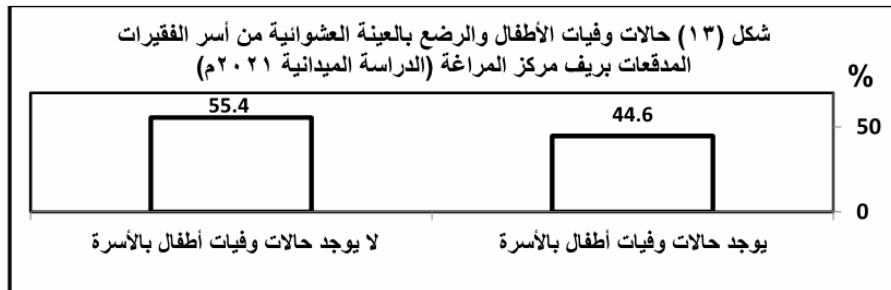 شكل (١٣) حالات وفيات الأطفال والرضع بالعينة العشوائية من أسر الفقيرات
المدقعات بريف مركز المراغة (الدراسة الميدانية ٢٠٢١م)
%
50
0
44.6
55.4
يوجد حالات وفيات أطفال بالأسرة
لا يوجد حالات وفيات أطفال بالأسرة